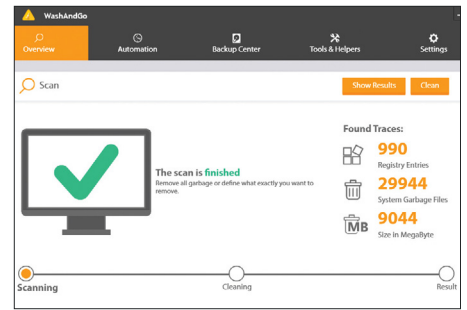 WashAndGo
Overview
Automation
Backup Center
Tools & Helpers
Settings
Scan
Show Results
Clean
The scan is finished
Remove all garbage or define what exactly you want to
remove.
Found Traces:
990
Registry Entries
29944
System Garbage Files
MB
9044
Size in MegaByte
Scanning
Cleaning
Result